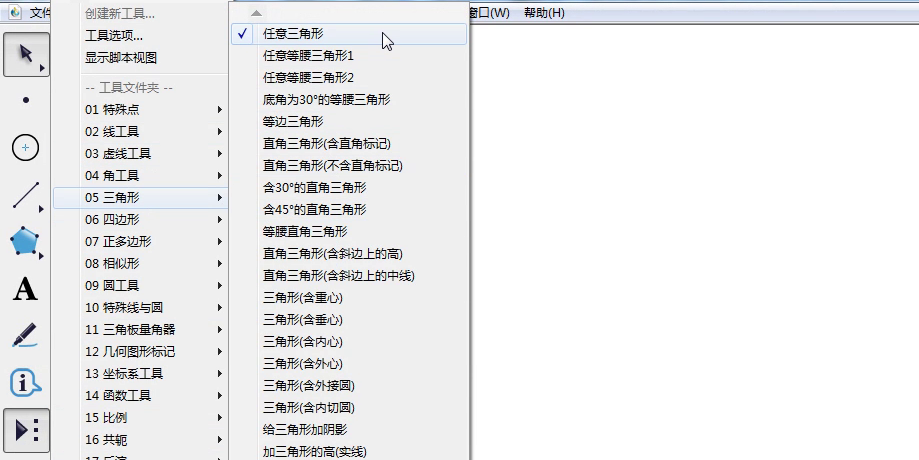 文件
窗口(W) 帮助(H)
创建新工具...
工具选项...
显示脚本视图
-- 工具文件夹 --
01 特殊点
02 线工具
03 虚线工具
04 角工具
05 三角形
06 四边形
07 正多边形
08 相似形
09 圆工具
10 特殊线与圆
11 三角板量角器
12 几何图形标记
13 坐标系工具
14 函数工具
15 比例
16 共轭
17 反演
任意三角形
任意等腰三角形1
任意等腰三角形2
底角为30°的等腰三角形
等边三角形
直角三角形(含直角标记)
直角三角形(不含直角标记)
含30°的直角三角形
含45°的直角三角形
等腰直角三角形
直角三角形(含斜边上的高)
直角三角形(含斜边上的中线)
三角形(含重心)
三角形(含垂心)
三角形(含内心)
三角形(含外心)
三角形(含外接圆)
三角形(含内切圆)
给三角形加阴影
加三角形的高(实线)
A